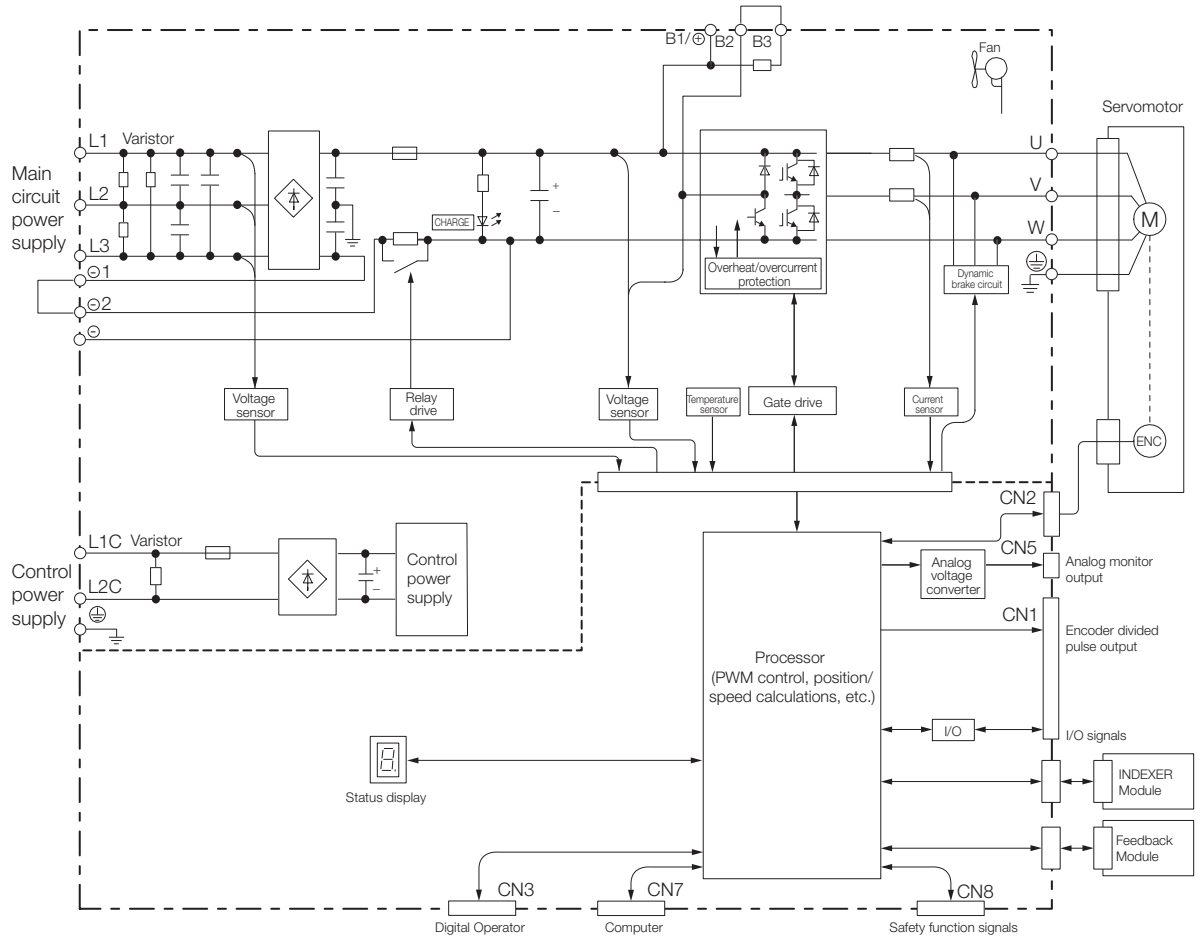 B1/⊕ B2 B3
Fan
Servomotor
Main
circuit
power
supply
L1
Varistor
L2
L3
⊖1
⊖2
⊖
CHARGE
+
–
Overheat/overcurrent
protection
U
V
W
M
Dynamic
brake circuit
Voltage
sensor
Relay
drive
Voltage
sensor
Temperature
sensor
Gate drive
Current
sensor
ENC
CN2
Control
power
supply
L1C
Varistor
L2C
+
–
Control
power
supply
Analog
voltage
converter
CN5
Analog monitor
output
CN1
Encoder divided
pulse output
Processor
(PWM control, position/
speed calculations, etc.)
I/O
I/O signals
8.
Status display
INDEXER
Module
Feedback
Module
CN3
Digital Operator
CN7
Computer
CN8
Safety function signals